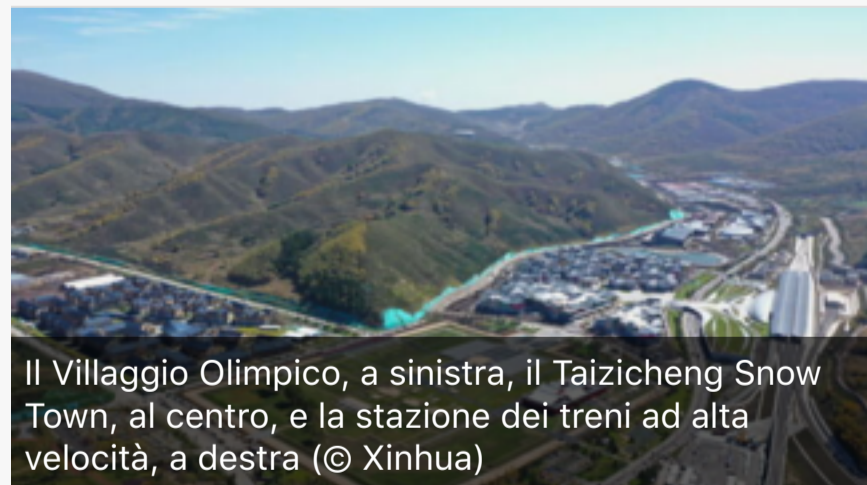 Il Villaggio Olimpico, a sinistra, il Taizicheng Snow
Town, al centro, e la stazione dei treni ad alta
velocità, a destra (© Xinhua)